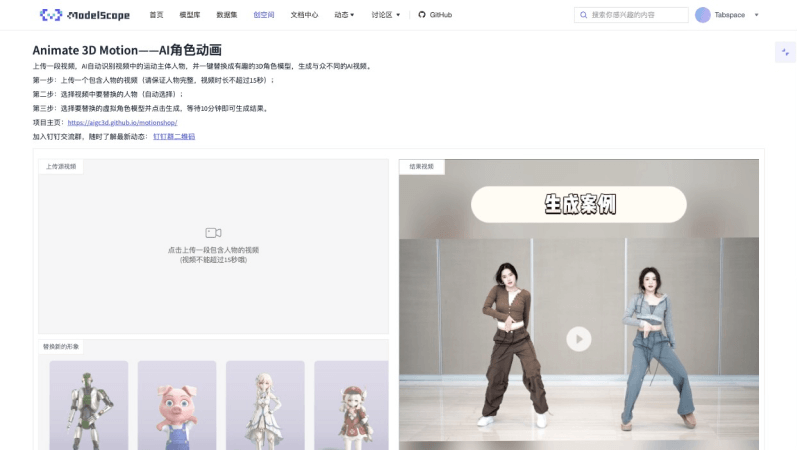 ModelScope
首页 模型库 数据集 创空间 文档中心 动态 讨论区 GitHub 搜索你感兴趣的内容 Tabspace
Animate 3D Motion——AI角色动画
上传一段视频，AI自动识别视频中的运动主体人物，并一键替换成有趣的3D角色模型，生成与众不同的AI视频。
第一步：上传一个包含人物的视频（请保证人物完整，视频时长不超过15秒）；
第二步：选择视频中要替换的人物（自动选择）；
第三步：选择要替换的虚拟角色模型并点击生成，等待10分钟即可生成结果。
项目主页：https://aigc3d.github.io/motionshop/
加入钉钉交流群，随时了解最新动态：钉钉群二维码
上传源视频
点击上传一段包含人物的视频
(视频不能超过15秒哦)
替换新的形象
结果视频
生成案例